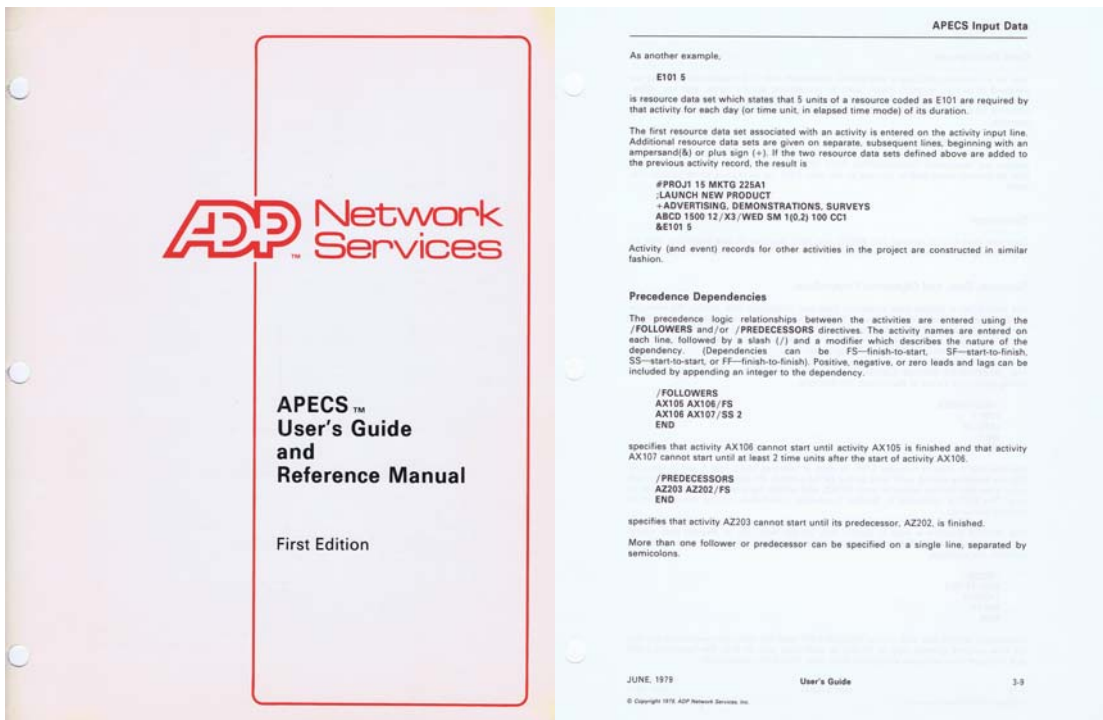 ADP Network
Services
TM
APECS TM
User's Guide
and
Reference Manual
First Edition
APECS Input Data
As another example,
E101 5
is resource data set which states that 5 units of a resource coded as E101 are required by
that activity for each day (or time unit, in elapsed time mode) of its duration.
The first resource data set associated with an activity is entered on the activity input line.
Additional resource data sets are given on separate, subsequent lines, beginning with an
ampersand(&) or plus sign (+). If the two resource data sets defined above are added to
the previous activity record, the result is
#PROJ1 15 MKTG 225A1
;LAUNCH NEW PRODUCT
+ADVERTISING, DEMONSTRATIONS, SURVEYS
ABCD 1500 12/X3/WED SM 1(0,2) 100 CC1
&E101 5
Activity (and event) records for other activities in the project are constructed in similar
fashion.
Precedence Dependencies
The precedence logic relationships between the activities are entered using the
/FOLLOWERS and/or /PREDECESSORS directives. The activity names are entered on
each line, followed by a slash (/) and a modifier which describes the nature of the
dependency. (Dependencies can be FS—finish-to-start, SF—start-to-finish,
SS—start-to-start, or FF—finish-to-finish). Positive, negative, or zero leads and lags can be
included by appending an integer to the dependency.
/FOLLOWERS
AX105 AX106/FS
AX106 AX107/SS 2
END
specifies that activity AX106 cannot start until activity AX105 is finished and that activity
AX107 cannot start until at least 2 time units after the start of activity AX106.
/PREDECESSORS
AZ203 AZ202/FS
END
specifies that activity AZ203 cannot start until its predecessor, AZ202, is finished.
More than one follower or predecessor can be specified on a single line, separated by
semicolons.
JUNE, 1979
User's Guide
3-9
© Copyright 1979, ADP Network Services, Inc.